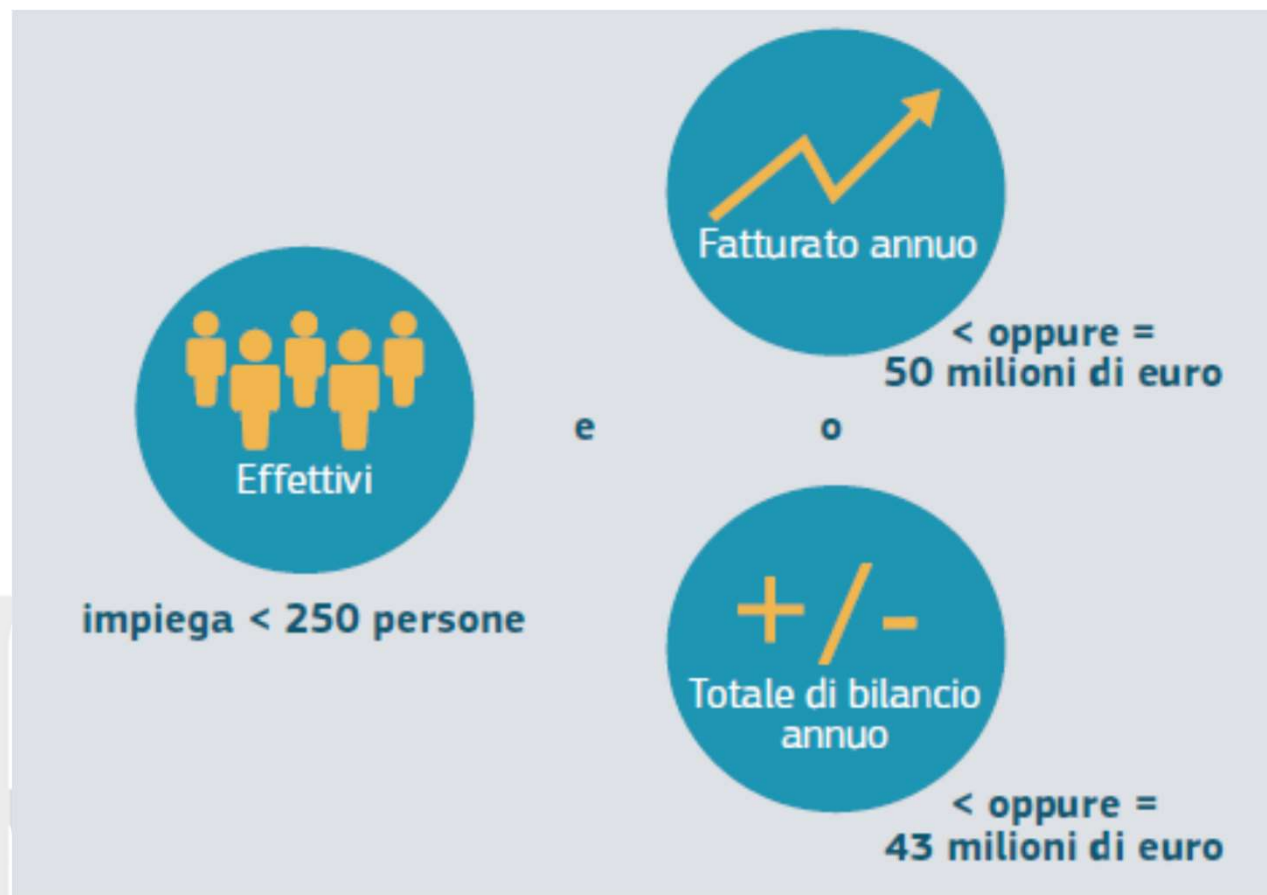 Fatturato annuo
< oppure =
50 milioni di euro
Effettivi
e
o
impiega < 250 persone
+/-
Totale di bilancio
annuo
< oppure =
43 milioni di euro